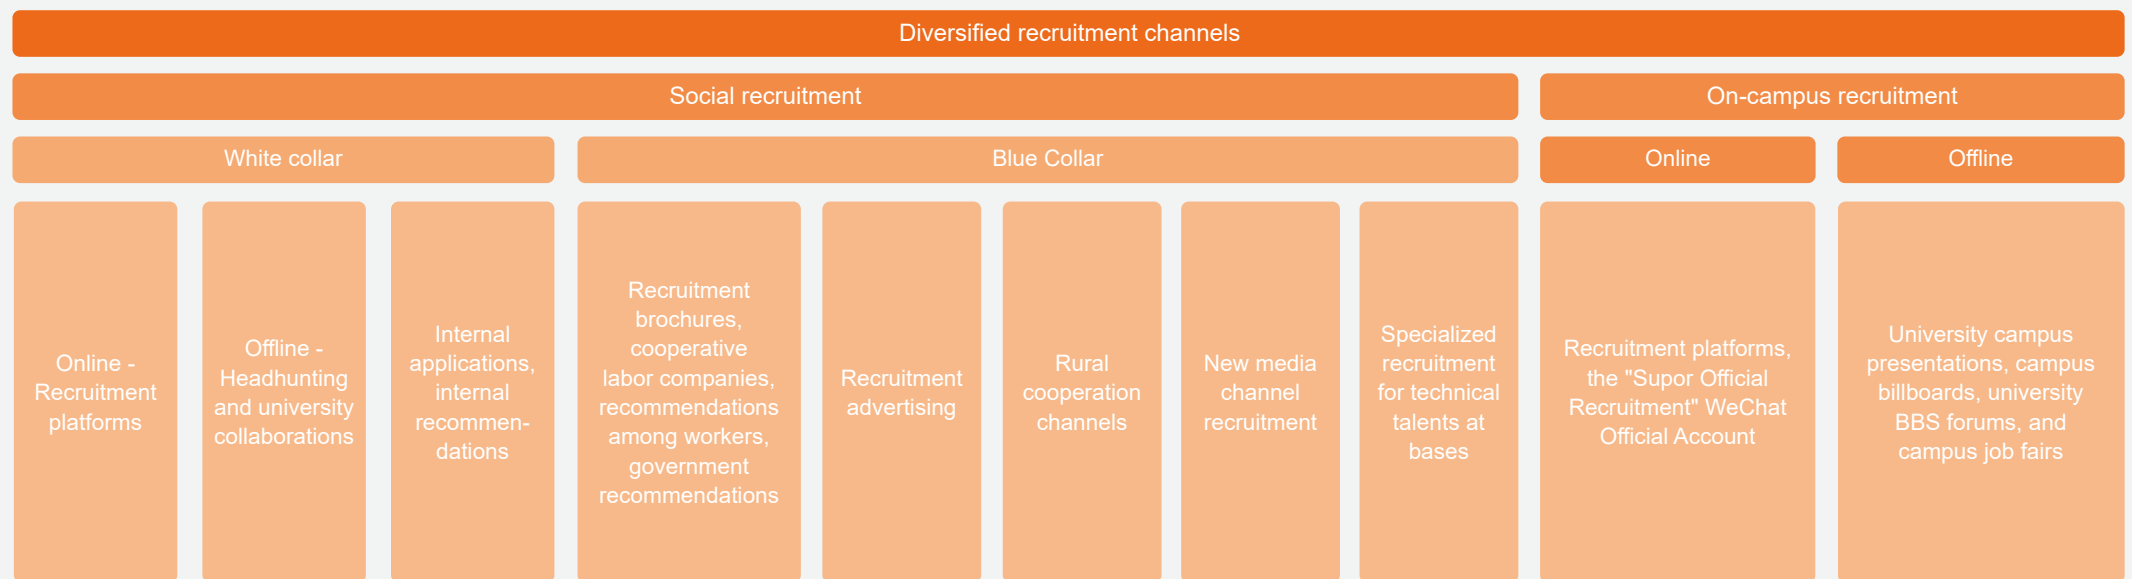 Diversified recruitment channels
Social recruitment
On-campus recruitment
White collar
Blue Collar
Online
Offline
Online -
Recruitment
platforms
Offline -
Headhunting
and university
collaborations
Internal
applications,
internal
recommen-
dations
Recruitment
brochures,
cooperative
labor companies,
recommendations
among workers,
government
recommendations
Recruitment
advertising
Rural
cooperation
channels
New media
channel
recruitment
Specialized
recruitment
for technical
talents at
bases
Recruitment platforms,
the "Supor Official
Recruitment" WeChat
Official Account
University campus
presentations, campus
billboards, university
BBS forums, and
campus job fairs